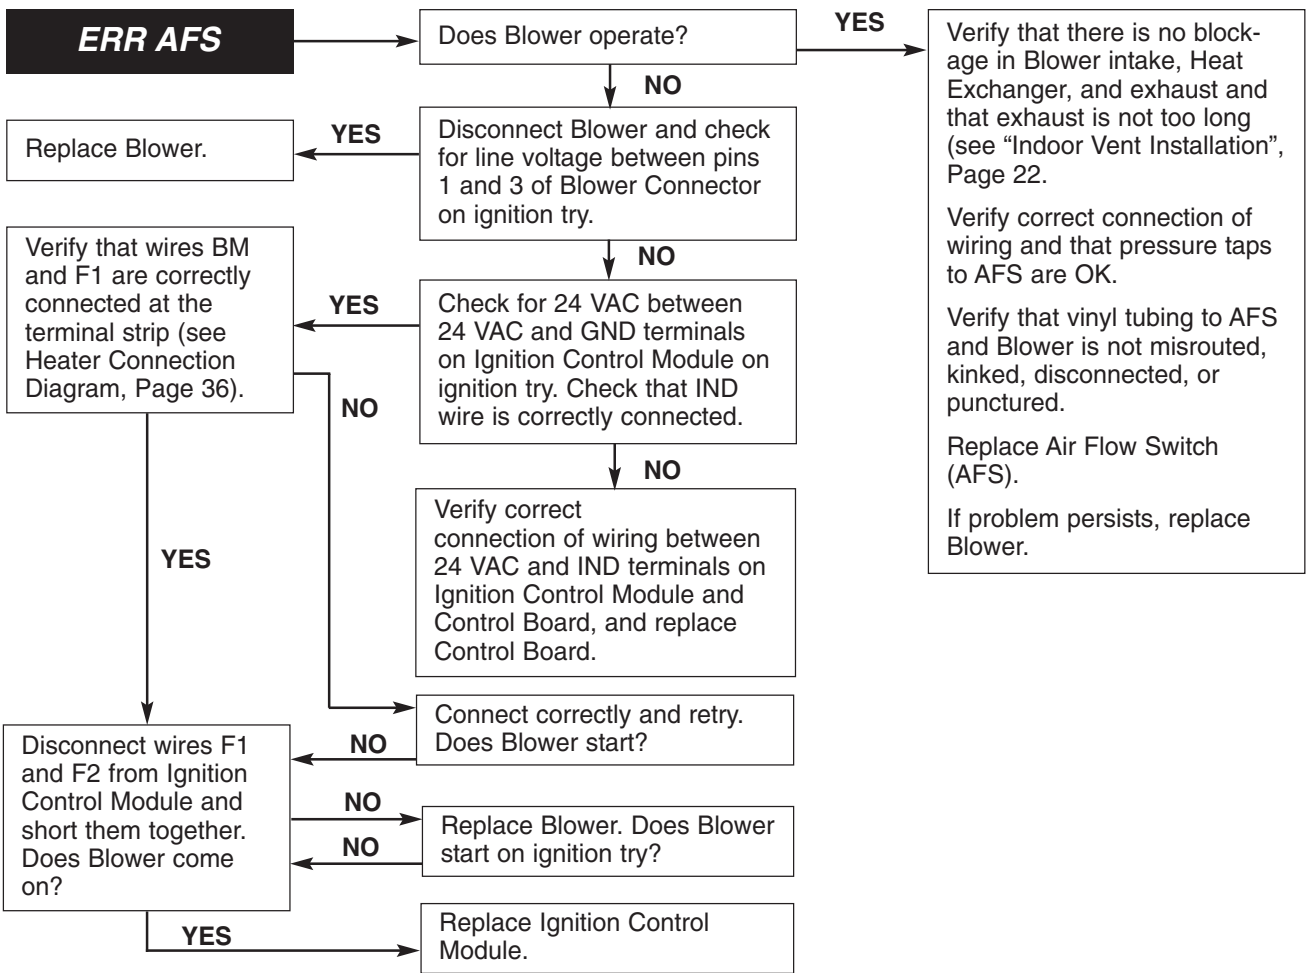 ERR AFS
Does Blower operate?
YES
NO
Verify that there is no block-
age in Blower intake, Heat
Exchanger, and exhaust and
that exhaust is not too long
(see “Indoor Vent Installation”,
Page 22.
Verify correct connection of
wiring and that pressure taps
to AFS are OK.
Verify that vinyl tubing to AFS
and Blower is not misrouted,
kinked, disconnected, or
punctured.
Replace Air Flow Switch
(AFS).
If problem persists, replace
Blower.
Disconnect Blower and check
for line voltage between pins
1 and 3 of Blower Connector
on ignition try.
YES
Replace Blower.
NO
Check for 24 VAC between
24 VAC and GND terminals
on Ignition Control Module on
ignition try. Check that IND
wire is correctly connected.
YES
Verify that wires BM
and F1 are correctly
connected at the
terminal strip (see
Heater Connection
Diagram, Page 36).
NO
NO
Verify correct
connection of wiring between
24 VAC and IND terminals on
Ignition Control Module and
Control Board, and replace
Control Board.
YES
Connect correctly and retry.
Does Blower start?
NO
Disconnect wires F1
and F2 from Ignition
Control Module and
short them together.
Does Blower come
on?
NO
Replace Blower. Does Blower
start on ignition try?
NO
YES
Replace Ignition Control
Module.